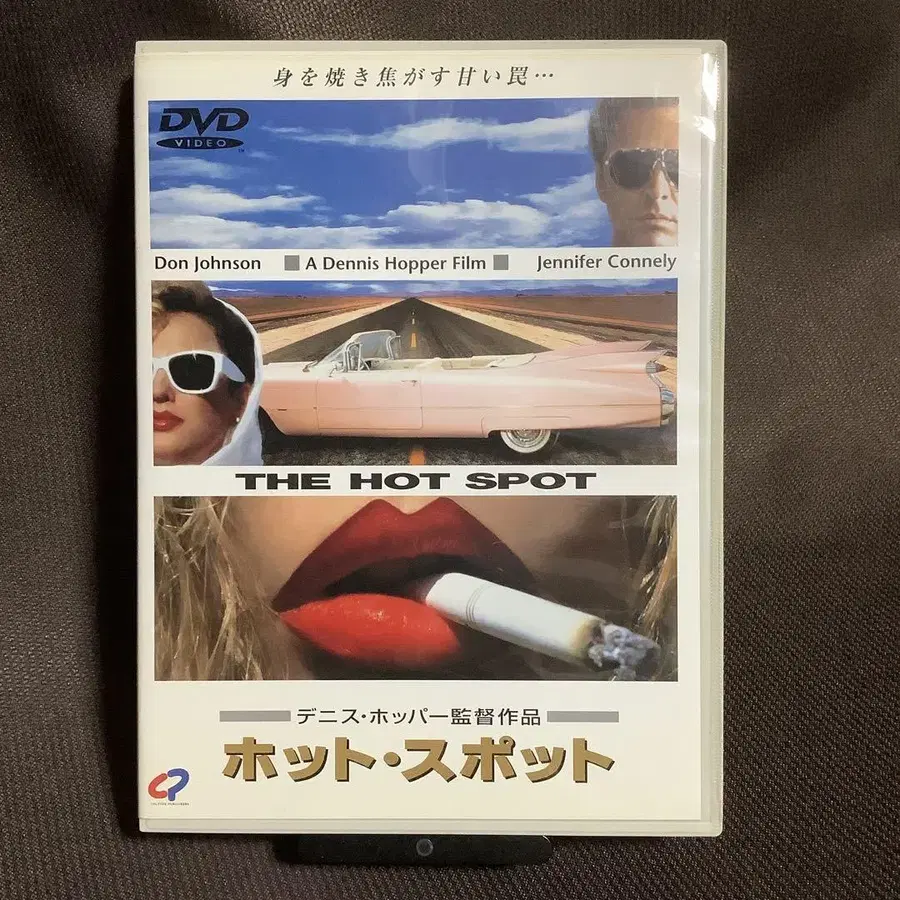 身を焼き焦がす甘い罠…
DVD
VIDEO
Don Johnson ■ A Dennis Hopper Film ■ Jennifer Connely
THE HOT SPOT
デニス・ホッパー監督作品
ホット・スポット